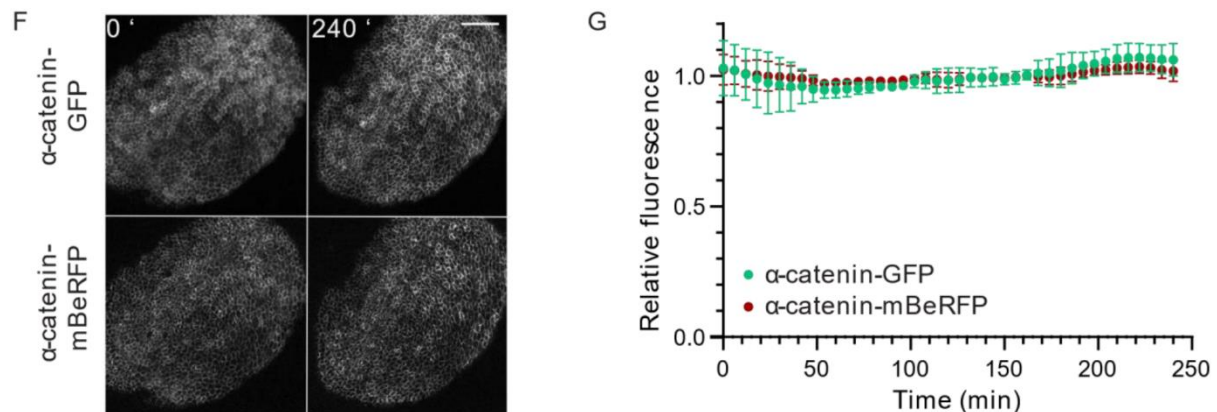 F
0 ‘
240 ‘
α-catenin-
GFP
α-catenin-
mBeRFP
G
Relative fluorescence
1.0
0.5
0.0
α-catenin-GFP
α-catenin-mBeRFP
0
50
100
150
200
250
Time (min)